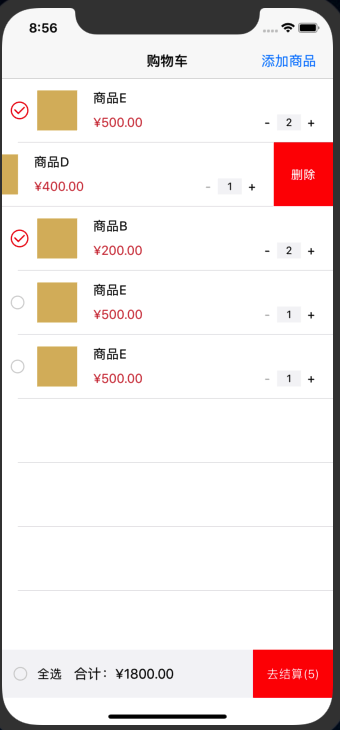 8:56
购物车 添加商品
商品E
¥500.00 - 2 +
商品D
¥400.00 - 1 + 删除
商品B
¥200.00 - 2 +
商品E
¥500.00 - 1 +
商品E
¥500.00 - 1 +
全选 合计：¥1800.00 去结算(5)